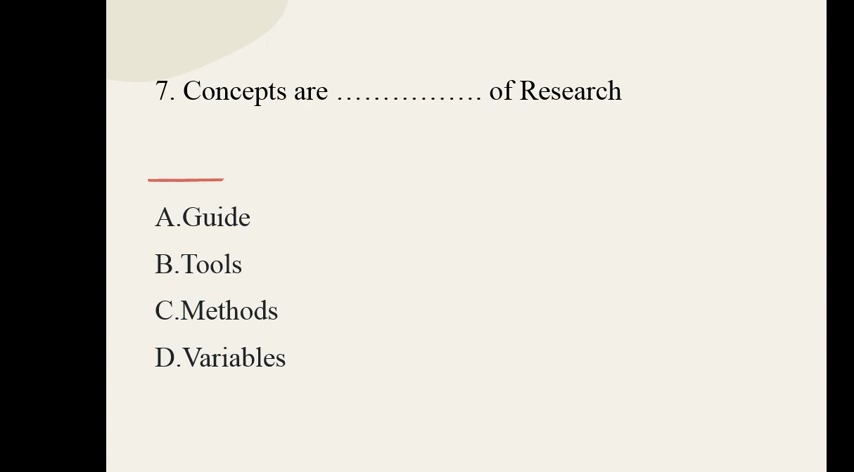 7. Concepts are ................ of Research
A.Guide
B.Tools
C.Methods
D.Variables